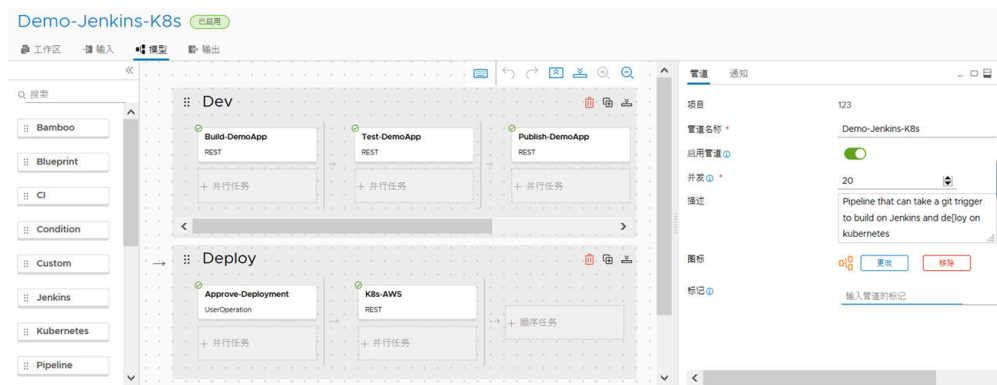 Demo-Jenkins-K8s 已启用
工作区 输入 模型 输出
搜索
Bamboo
Blueprint
CI
Condition
Custom
Jenkins
Kubernetes
Pipeline
Dev
Build-DemoApp
REST
+ 并行任务
Test-DemoApp
REST
+ 并行任务
Publish-DemoApp
REST
+ 并行任务
Deploy
Approve-Deployment
UserOperation
+ 并行任务
K8s-AWS
REST
+ 并行任务
+ 顺序任务
管道 通知
项目 123
管道名称 * Demo-Jenkins-K8s
启用管道
并发 * 20
描述
Pipeline that can take a git trigger
to build on Jenkins and de[loy on
kubernetes
图标 更改 移除
标记 输入管道的标记